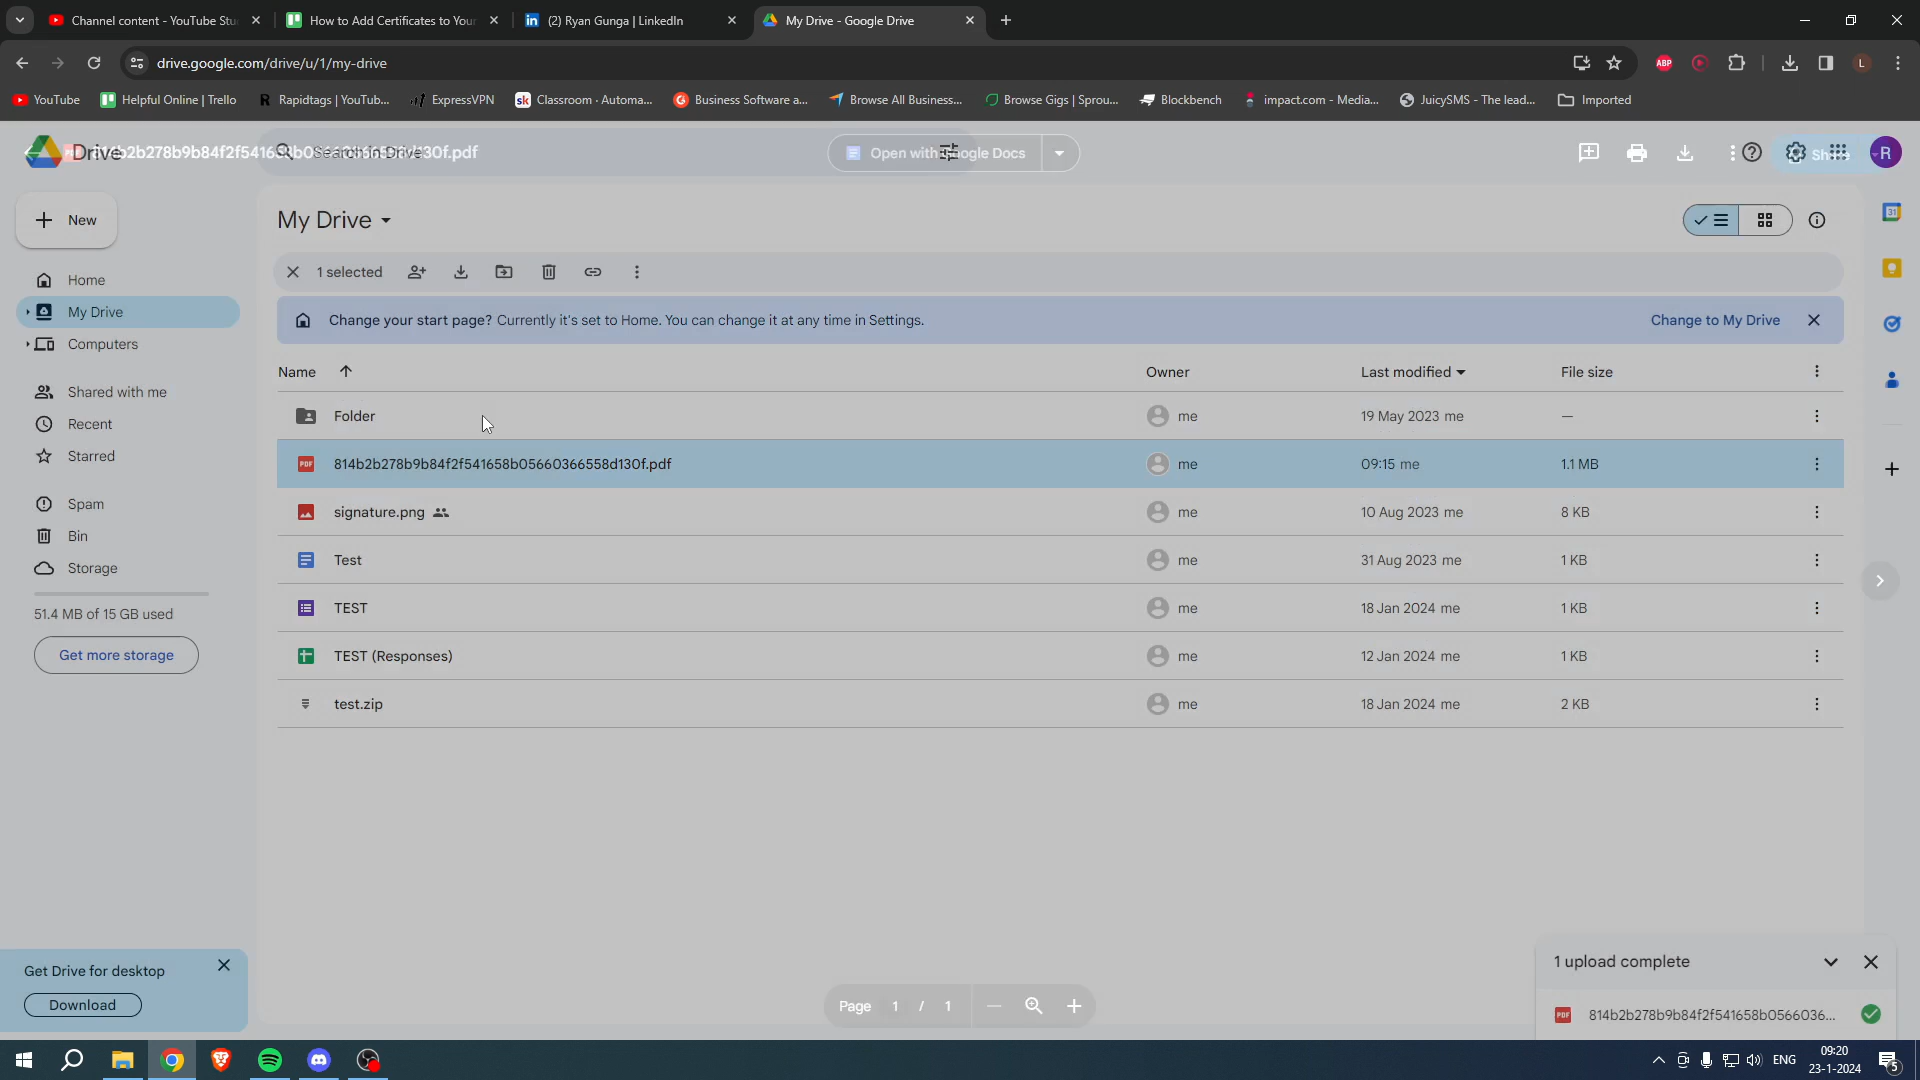 Channel content - YouTube Stu
How to Add Certificates to Your
(2) Ryan Gunga | LinkedIn
My Drive - Google Drive
drive.google.com/drive/u/1/my-drive
YouTube
Helpful Online | Trello
Rapidtags | YouTub...
ExpressVPN
Classroom · Automa...
Business Software a...
Browse All Business...
Browse Gigs | Sprou...
Blockbench
impact.com - Media...
JuicySMS - The lead...
Imported
Drive
Search in Drive
Open with Google Docs
Share
R
New
My Drive
1 selected
Home
My Drive
Computers
Shared with me
Recent
Starred
Spam
Bin
Storage
51.4 MB of 15 GB used
Get more storage
Change your start page? Currently it's set to Home. You can change it at any time in Settings.
Change to My Drive
Name Owner Last modified File size
Folder me 19 May 2023 me —
814b2b278b9b84f2f541658b05660366558d130f.pdf me 09:15 me 1.1 MB
signature.png me 10 Aug 2023 me 8 KB
Test me 31 Aug 2023 me 1 KB
TEST me 18 Jan 2024 me 1 KB
TEST (Responses) me 12 Jan 2024 me 1 KB
test.zip me 18 Jan 2024 me 2 KB
Get Drive for desktop
Download
Page 1 / 1
1 upload complete
814b2b278b9b84f2f541658b0566036...
ENG
09:20
23-1-2024
5